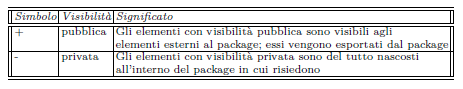 Simbolo Visibilità Significato
+ pubblica Gli elementi con visibilità pubblica sono visibili agli
elementi esterni al package; essi vengono esportati dal package
- privata Gli elementi con visibilità privata sono del tutto nascosti
all'interno del package in cui risiedono